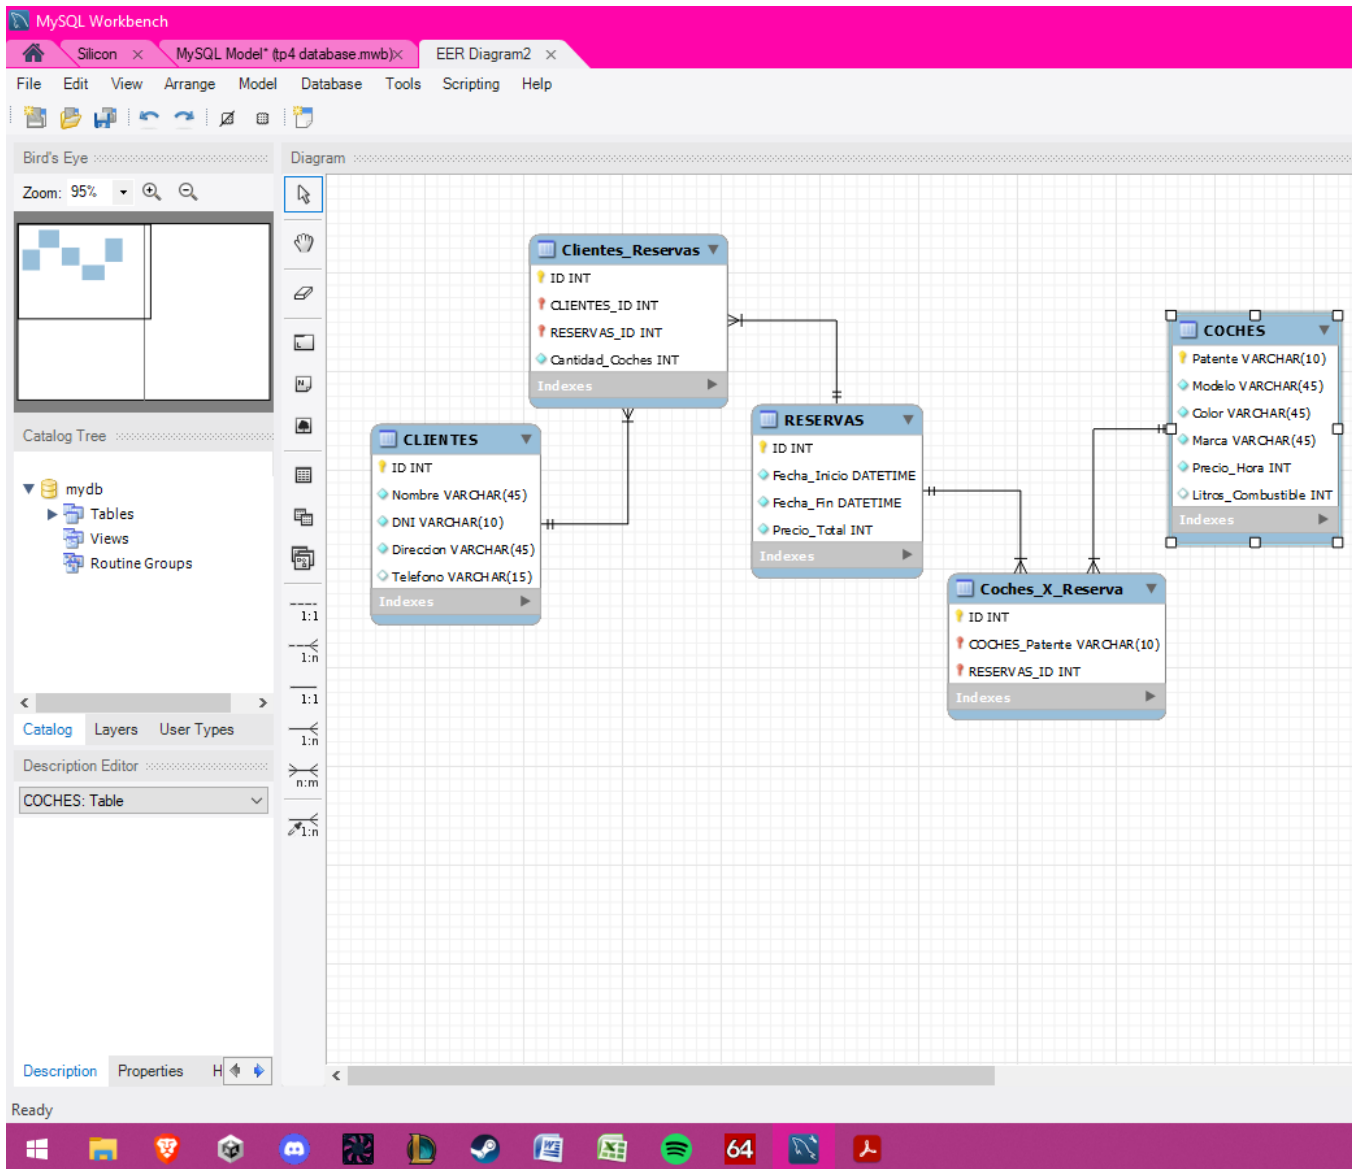 MySQL Workbench
Silicon
MySQL Model* (tp4 database.mwb)
EER Diagram2
File Edit View Arrange Model Database Tools Scripting Help
Bird's Eye
Zoom: 95%
Diagram
Clientes_Reservas
ID INT
CLIENTES_ID INT
RESERVAS_ID INT
Cantidad_Coches INT
Indexes
CLIENTES
ID INT
Nombre VARCHAR(45)
DNI VARCHAR(10)
Direccion VARCHAR(45)
Telefono VARCHAR(15)
Indexes
RESERVAS
ID INT
Fecha_Inicio DATETIME
Fecha_Fin DATETIME
Precio_Total INT
Indexes
COCHES
Patente VARCHAR(10)
Modelo VARCHAR(45)
Color VARCHAR(45)
Marca VARCHAR(45)
Precio_Hora INT
Litros_Combustible INT
Indexes
Coches_X_Reserva
ID INT
COCHES_Patente VARCHAR(10)
RESERVAS_ID INT
Indexes
Catalog Tree
mydb
Tables
Views
Routine Groups
1:1
1:n
1:1
1:n
n:m
1:n
Catalog Layers User Types
Description Editor
COCHES: Table
Description Properties H
Ready
64